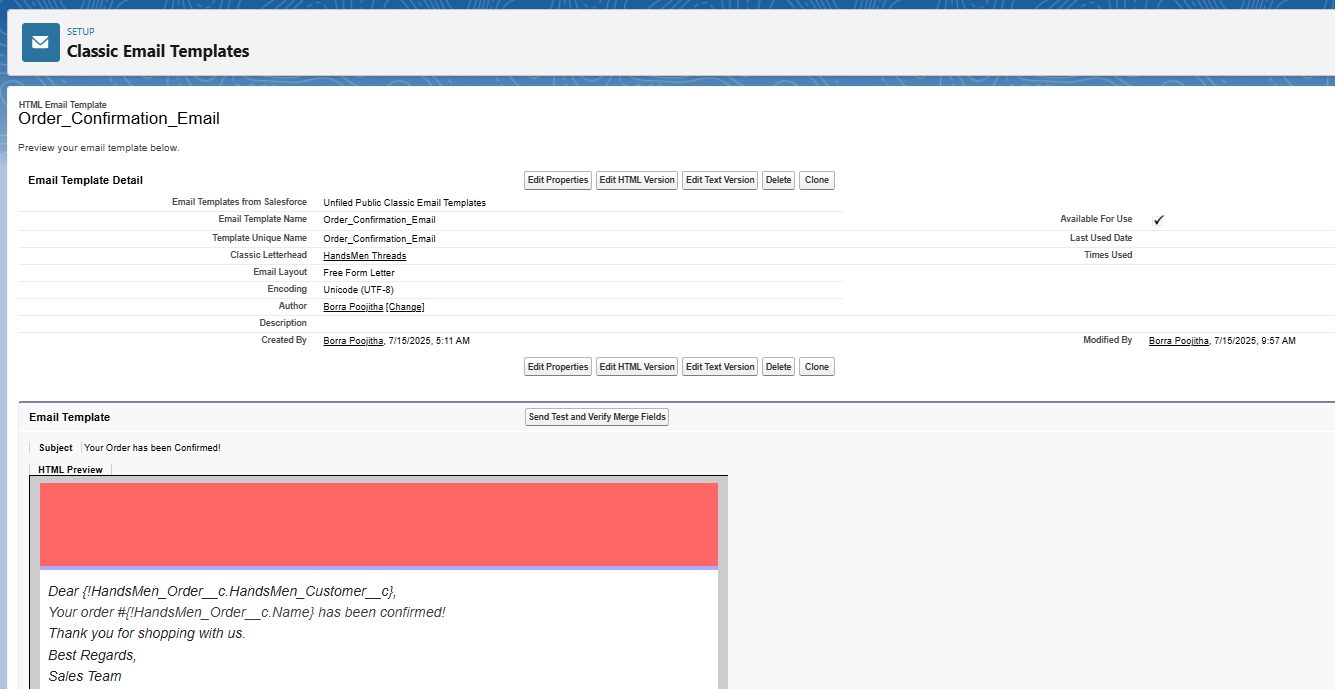 SETUP
Classic Email Templates
HTML Email Template
Order_Confirmation_Email
Preview your email template below.
Email Template Detail
Edit Properties Edit HTML Version Edit Text Version Delete Clone
Email Templates from Salesforce Unfiled Public Classic Email Templates
Email Template Name Order_Confirmation_Email Available For Use ✓
Template Unique Name Order_Confirmation_Email Last Used Date
Classic Letterhead HandsMen Threads Times Used
Email Layout Free Form Letter
Encoding Unicode (UTF-8)
Author Borra Poojitha [Change]
Description
Created By Borra Poojitha, 7/15/2025, 5:11 AM Modified By Borra Poojitha, 7/15/2025, 9:57 AM
Edit Properties Edit HTML Version Edit Text Version Delete Clone
Email Template Send Test and Verify Merge Fields
Subject Your Order has been Confirmed!
HTML Preview
Dear {!HandsMen_Order__c.HandsMen_Customer__c},
Your order #{!HandsMen_Order__c.Name} has been confirmed!
Thank you for shopping with us.
Best Regards,
Sales Team